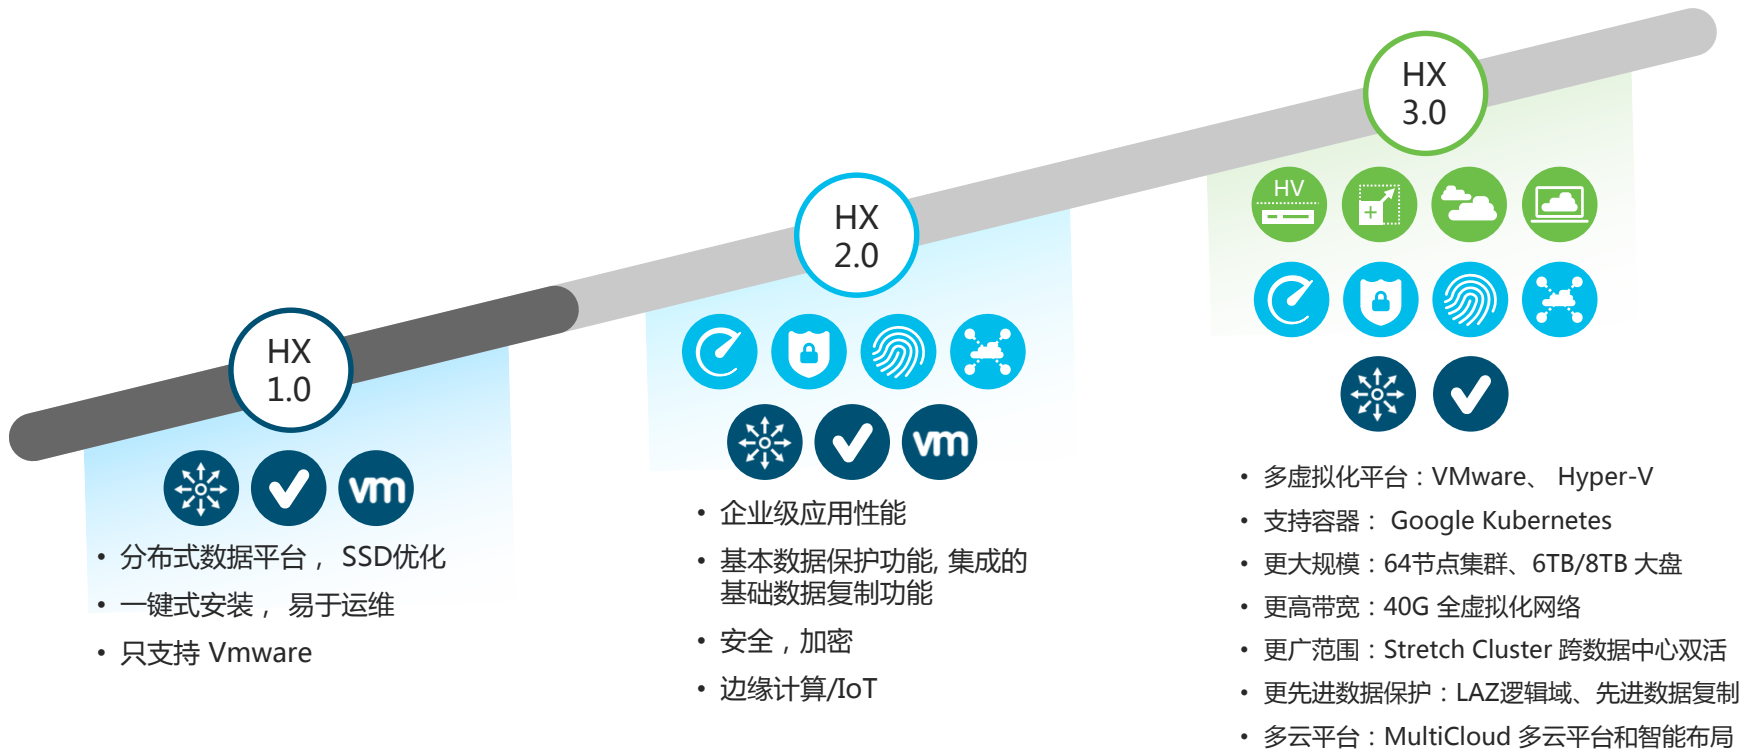 HX
1.0
vm
• 分布式数据平台， SSD优化
• 一键式安装， 易于运维
• 只支持 Vmware
HX
2.0
vm
• 企业级应用性能
• 基本数据保护功能, 集成的
基础数据复制功能
• 安全，加密
• 边缘计算/IoT
HX
3.0
HV
• 多虚拟化平台：VMware、 Hyper-V
• 支持容器： Google Kubernetes
• 更大规模：64节点集群、6TB/8TB 大盘
• 更高带宽：40G 全虚拟化网络
• 更广范围：Stretch Cluster 跨数据中心双活
• 更先进数据保护：LAZ逻辑域、先进数据复制
• 多云平台：MultiCloud 多云平台和智能布局